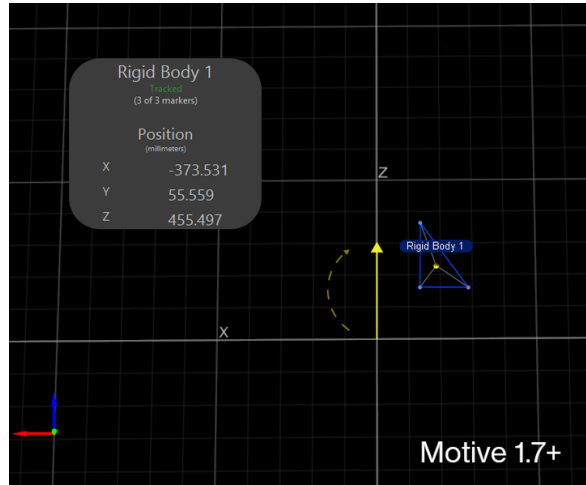 Rigid Body 1
Tracked
(3 of 3 markers)
Position
(millimeters)
X -373.531
Y 55.559
Z 455.497
Z
Rigid Body 1
X
Motive 1.7+